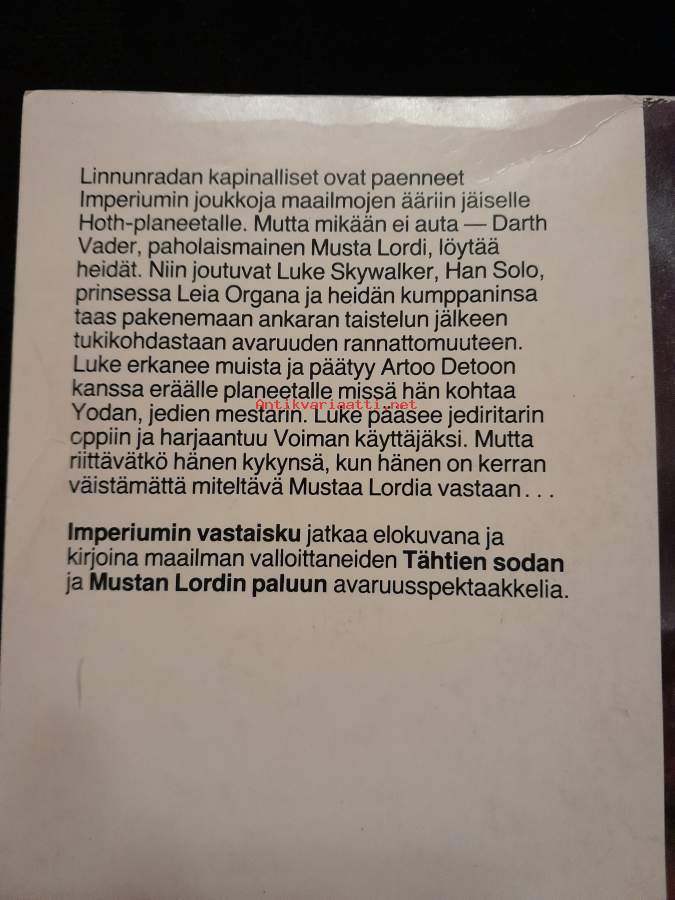 Linnunradan kapinalliset ovat paenneet
Imperiumin joukkoja maailmojen ääriin jäiselle
Hoth-planeetalle. Mutta mikään ei auta — Darth
Vader, paholaismainen Musta Lordi, löytää
heidät. Niin joutuvat Luke Skywalker, Han Solo,
prinsessa Leia Organa ja heidän kumppaninsa
taas pakenemaan ankaran taistelun jälkeen
tukikohdastaan avaruuden rannattomuuteen.
Luke erkanee muista ja päätyy Artoo Detoon
kanssa eräälle planeetalle missä hän kohtaa
Antikvariaatti.net
Yodan, jedien mestarin. Luke pääsee jediritarin
oppiin ja harjaantuu Voiman käyttäjäksi. Mutta
riittävätkö hänen kykynsä, kun hänen on kerran
väistämättä miteltävä Mustaa Lordia vastaan...
Imperiumin vastaisku jatkaa elokuvana ja
kirjoina maailman valloittaneiden Tähtien sodan
ja Mustan Lordin paluun avaruusspektaakkelia.